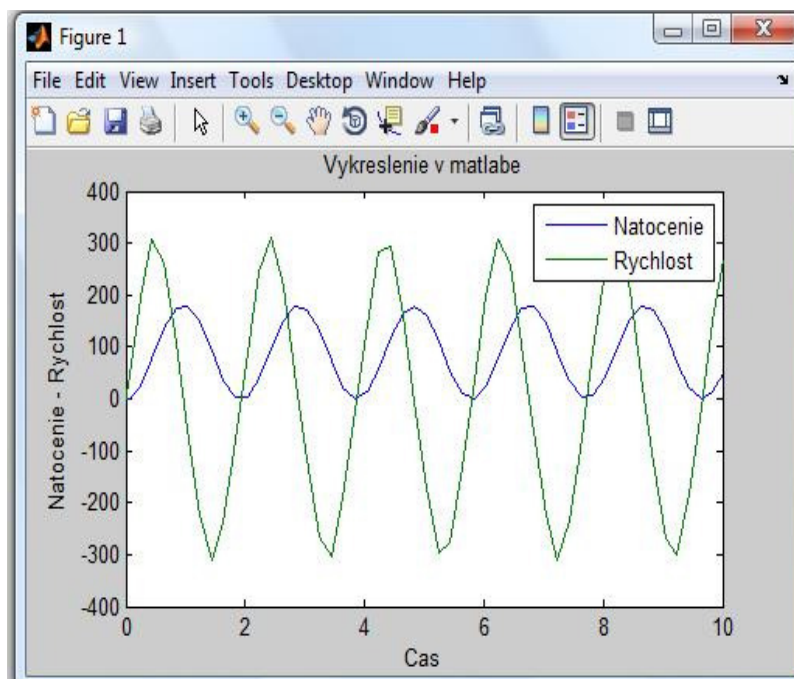 Figure 1
File Edit View Insert Tools Desktop Window Help
Vykreslenie v matlabe
Natocenie
Rychlost
Natocenie - Rychlost
400
300
200
100
0
-100
-200
-300
-400
0 2 4 6 8 10
Cas